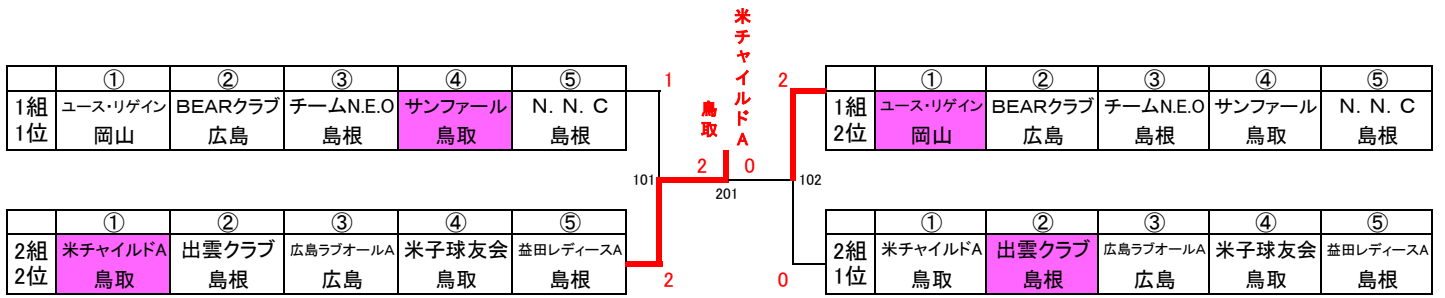 米チャイルドA
鳥取
① ② ③ ④ ⑤
1組 ユース・リゲイン BEARクラブ チームN.E.O サンファール N.N.C
1位 岡山 広島 島根 鳥取 島根
1 2
① ② ③ ④ ⑤
1組 ユース・リゲイン BEARクラブ チームN.E.O サンファール N.N.C
2位 岡山 広島 島根 鳥取 島根
2 0
101 201 102
① ② ③ ④ ⑤
2組 米チャイルドA 出雲クラブ 広島ラブオールA 米子球友会 益田レディースA
2位 鳥取 島根 広島 鳥取 島根
2 0
① ② ③ ④ ⑤
2組 米チャイルドA 出雲クラブ 広島ラブオールA 米子球友会 益田レディースA
1位 鳥取 島根 広島 鳥取 島根